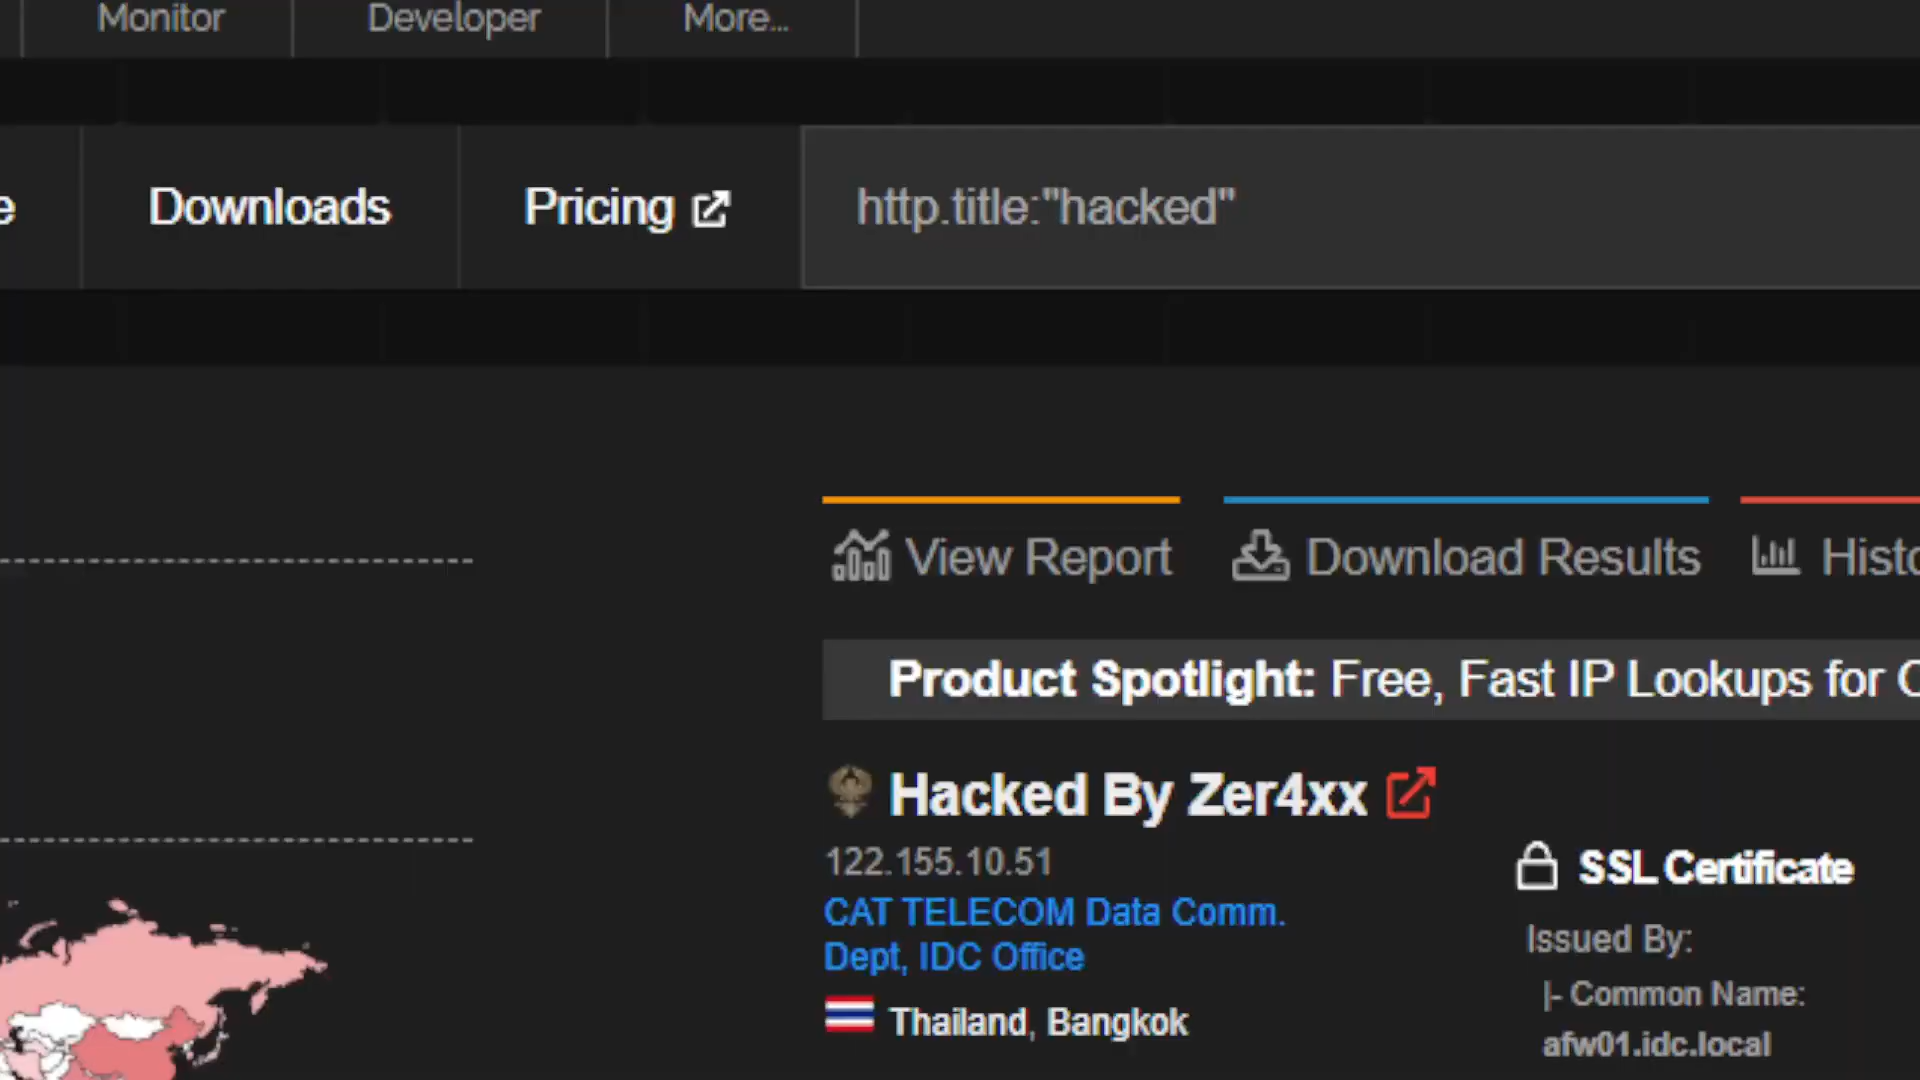 Monitor
Developer
More...
e
Downloads
Pricing
http.title:"hacked"
View Report
Download Results
Histo
Product Spotlight: Free, Fast IP Lookups for
Hacked By Zer4xx
122.155.10.51
CAT TELECOM Data Comm.
Dept, IDC Office
Thailand, Bangkok
SSL Certificate
Issued By:
|- Common Name:
afw01.idc.local